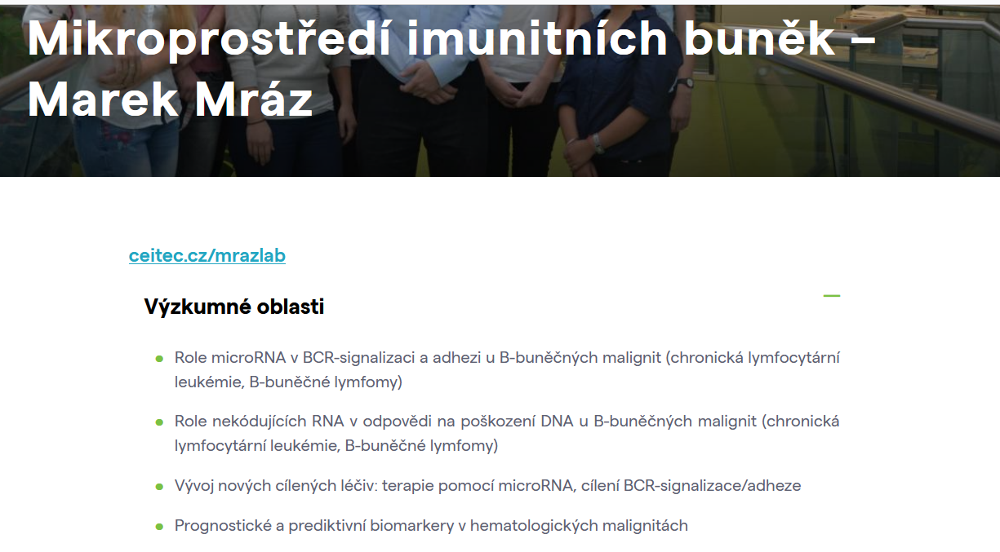 Mikroprostředí imunitních buněk –
Marek Mráz
ceitec.cz/mrazlab
Výzkumné oblasti
Role microRNA v BCR-signalizaci a adhezi u B-buněčných malignit (chronická lymfocytární
leukémie, B-buněčné lymfomy)
Role nekódujících RNA v odpovědi na poškození DNA u B-buněčných malignit (chronická
lymfocytární leukémie, B-buněčné lymfomy)
Vývoj nových cílených léčiv: terapie pomocí microRNA, cílení BCR-signalizace/adheze
Prognostické a prediktivní biomarkery v hematologických malignitách